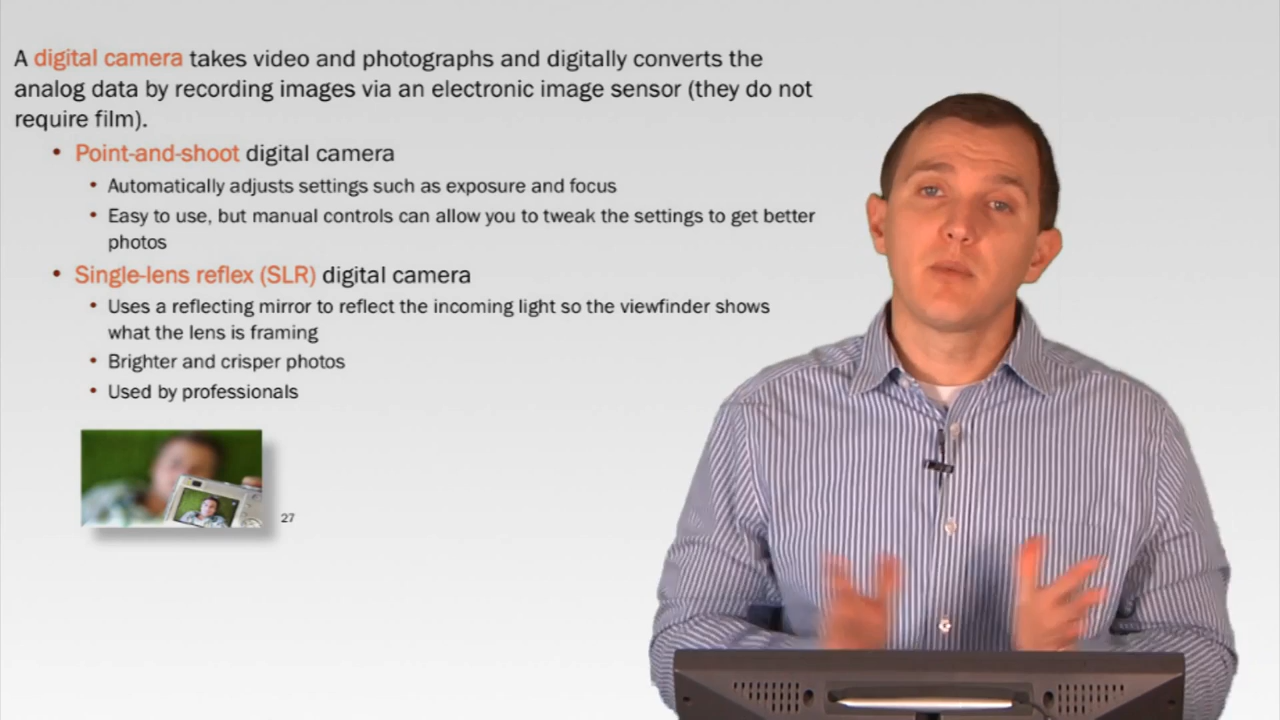 A digital camera takes video and photographs and digitally converts the
analog data by recording images via an electronic image sensor (they do not
require film).
• Point-and-shoot digital camera
• Automatically adjusts settings such as exposure and focus
• Easy to use, but manual controls can allow you to tweak the settings to get better
photos
• Single-lens reflex (SLR) digital camera
• Uses a reflecting mirror to reflect the incoming light so the viewfinder shows
what the lens is framing
• Brighter and crisper photos
• Used by professionals
27